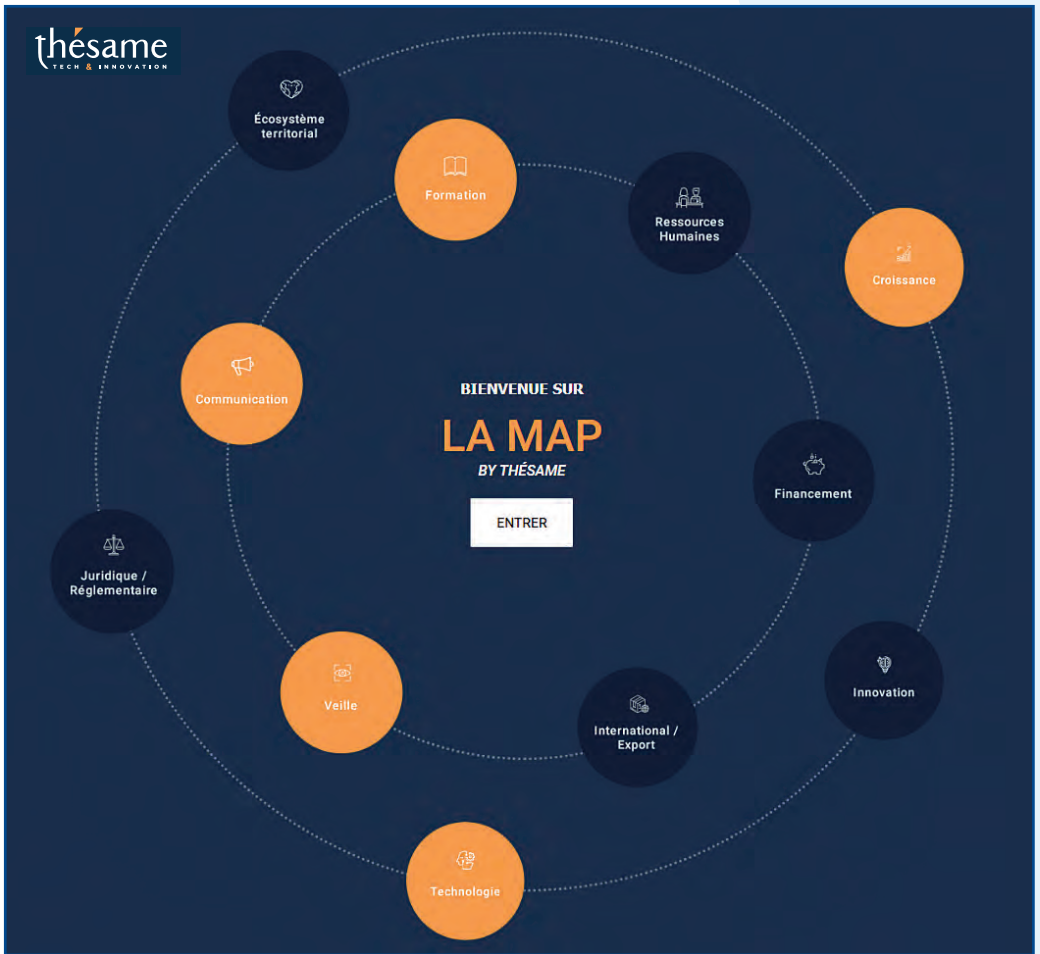 thésame
TECH & INNOVATION
Écosystème
territorial
Formation
Ressources
Humaines
Croissance
Communication
BIENVENUE SUR
LA MAP
BY THÉSAME
ENTRER
Financement
Juridique /
Réglementaire
Veille
International /
Export
Innovation
Technologie